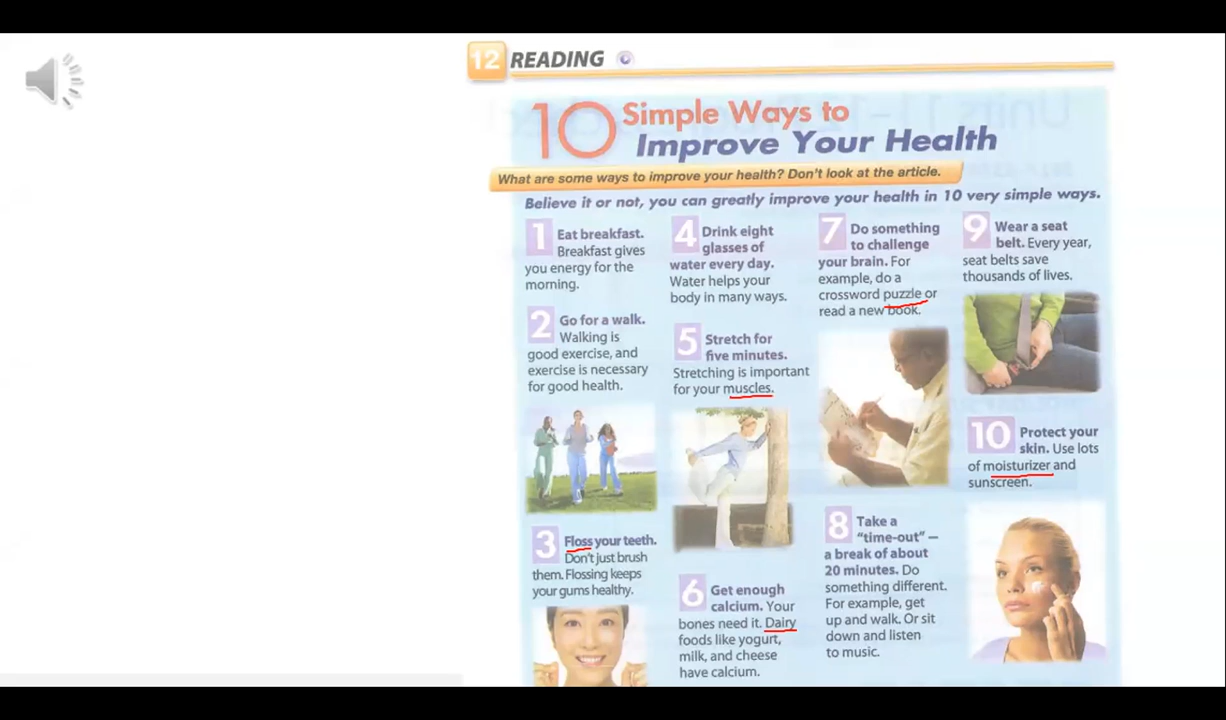 12 READING
10 Simple Ways to
Improve Your Health
What are some ways to improve your health? Don't look at the article.
Believe it or not, you can greatly improve your health in 10 very simple ways.
1 Eat breakfast.
Breakfast gives
you energy for the
morning.
2 Go for a walk.
Walking is
good exercise, and
exercise is necessary
for good health.
3 Floss your teeth.
Don't just brush
them. Flossing keeps
your gums healthy.
4 Drink eight
glasses of
water every day.
Water helps your
body in many ways.
5 Stretch for
five minutes.
Stretching is important
for your muscles.
6 Get enough
calcium. Your
bones need it. Dairy
foods like yogurt,
milk, and cheese
have calcium.
7 Do something
to challenge
your brain. For
example, do a
crossword puzzle or
read a new book.
8 Take a
"time-out" –
a break of about
20 minutes. Do
something different.
For example, get
up and walk. Or sit
down and listen
to music.
9 Wear a seat
belt. Every year,
seat belts save
thousands of lives.
10 Protect your
skin. Use lots
of moisturizer and
sunscreen.